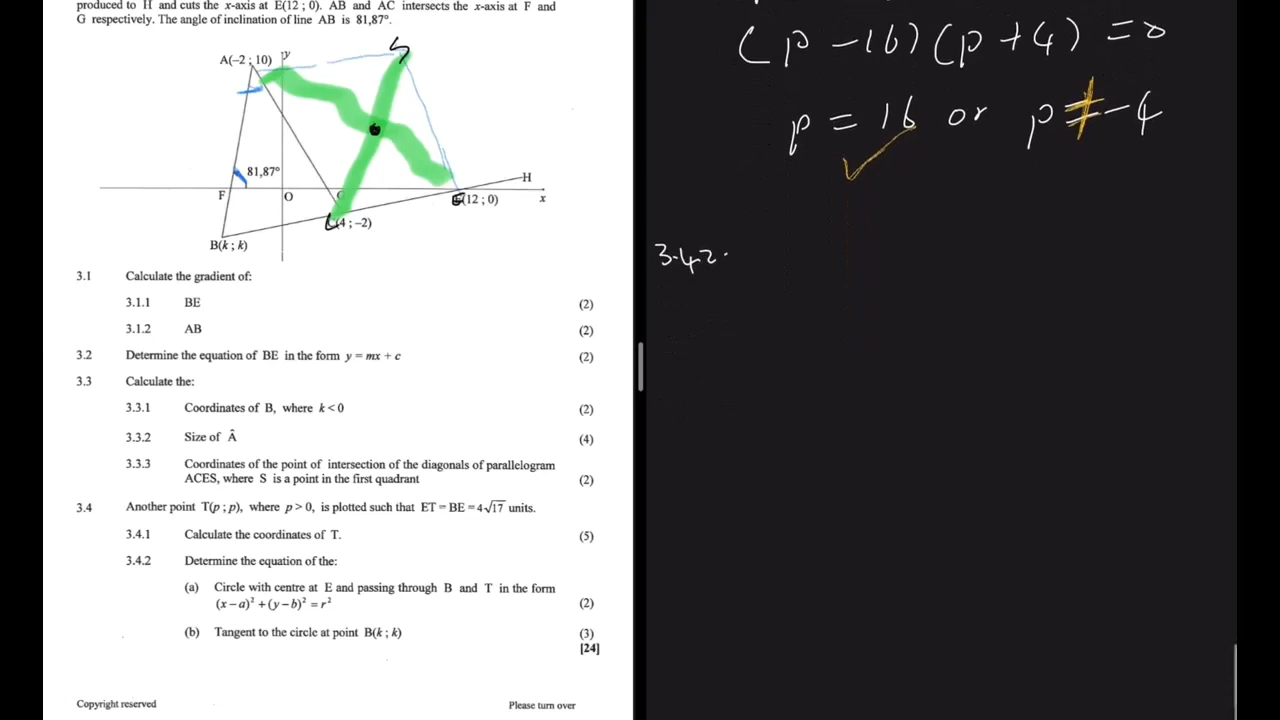 produced to H and cuts the x-axis at E(12 ; 0). AB and AC intersects the x-axis at F and
G respectively. The angle of inclination of line AB is 81,87°.
A(−2 ; 10)
y
S
81,87°
F
O
H
E(12 ; 0)
x
C(4 ; −2)
B(k ; k)
3.1 Calculate the gradient of:
3.1.1 BE (2)
3.1.2 AB (2)
3.2 Determine the equation of BE in the form y = mx + c (2)
3.3 Calculate the:
3.3.1 Coordinates of B, where k < 0 (2)
3.3.2 Size of Â (4)
3.3.3 Coordinates of the point of intersection of the diagonals of parallelogram
ACES, where S is a point in the first quadrant (2)
3.4 Another point T(p ; p), where p > 0, is plotted such that ET = BE = 4√17 units.
3.4.1 Calculate the coordinates of T. (5)
3.4.2 Determine the equation of the:
(a) Circle with centre at E and passing through B and T in the form
(x − a)² + (y − b)² = r² (2)
(b) Tangent to the circle at point B(k ; k) (3)
[24]
Copyright reserved
Please turn over
(p − 16)(p + 4) = 0
p = 16 or p ≠ −4
3.4.2.